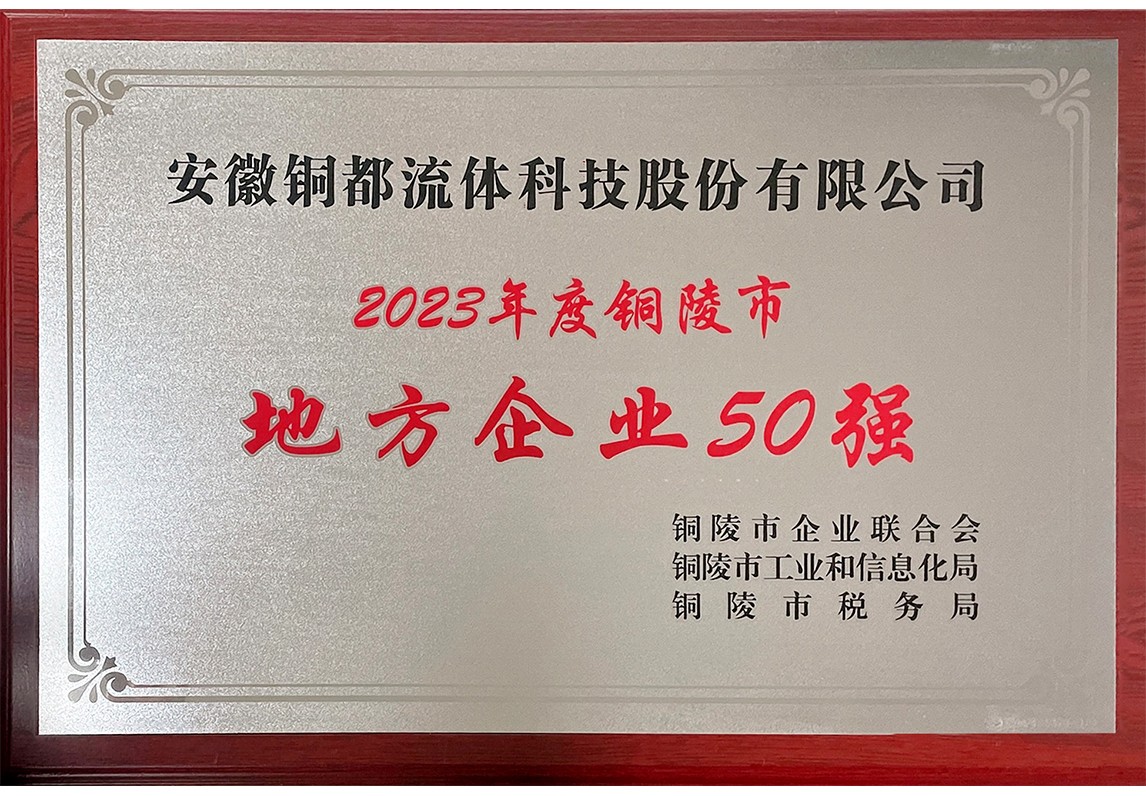 安徽铜都流体科技股份有限公司
2023年度铜陵市
地方企业50强
铜陵市企业联合会
铜陵市工业和信息化局
铜陵市税务局